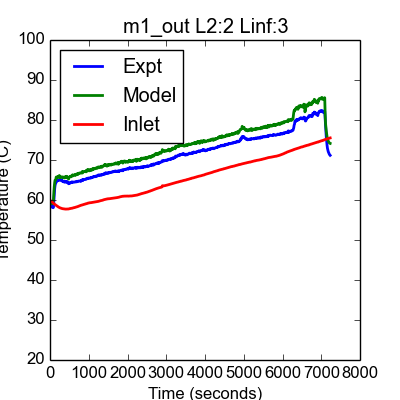 m1_out L2:2 Linf:3
100
90
80
70
60
50
40
30
20
Temperature (C)
Expt
Model
Inlet
0 1000 2000 3000 4000 5000 6000 7000 8000
Time (seconds)